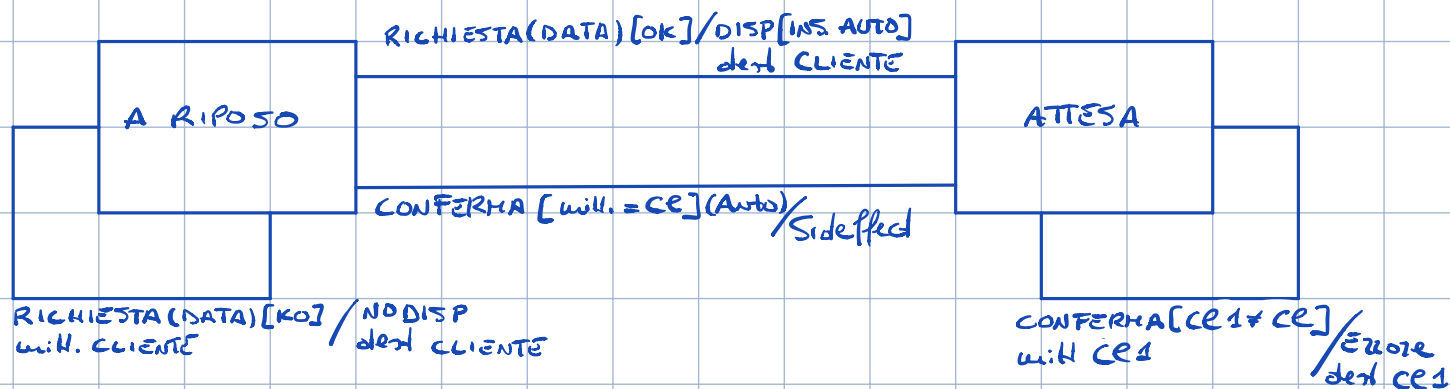 RICHIESTA(DATA)[OK]/DISP[INS. AUTO]
dest CLIENTE
A RIPOSO
ATTESA
CONFERMA [mitt. = Ce](Auto)/Sideffect
RICHIESTA(DATA)[KO]/NODISP
mitt. CLIENTE dest CLIENTE
CONFERMA[Ce1≠Ce]/Errore
mitt Ce1 dest Ce1